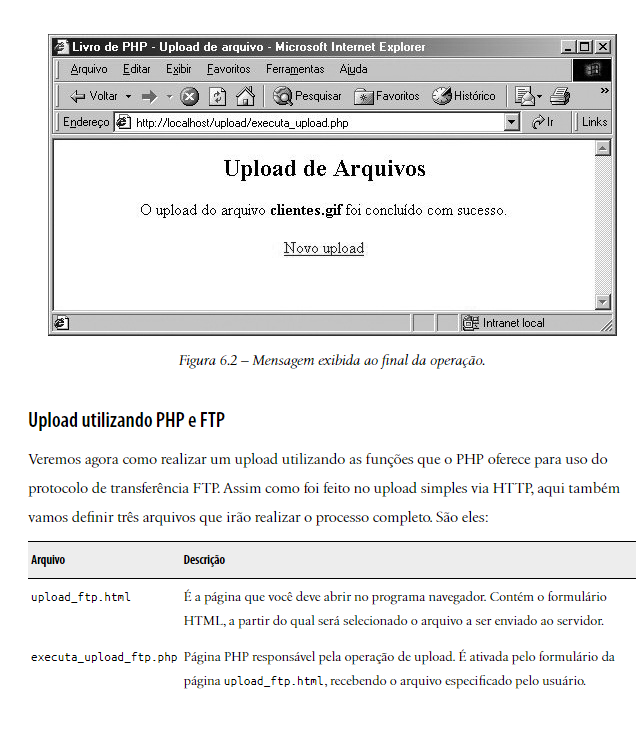 Livro de PHP - Upload de arquivo - Microsoft Internet Explorer
Arquivo Editar Exibir Favoritos Ferramentas Ajuda
Voltar Pesquisar Favoritos Histórico »
Endereço http://localhost/upload/executa_upload.php Ir Links
Upload de Arquivos
O upload do arquivo clientes.gif foi concluído com sucesso.
Novo upload
Intranet local
Figura 6.2 – Mensagem exibida ao final da operação.
Upload utilizando PHP e FTP
Veremos agora como realizar um upload utilizando as funções que o PHP oferece para uso do
protocolo de transferência FTP. Assim como foi feito no upload simples via HTTP, aqui também
vamos definir três arquivos que irão realizar o processo completo. São eles:
Arquivo Descrição
upload_ftp.html É a página que você deve abrir no programa navegador. Contém o formulário
HTML, a partir do qual será selecionado o arquivo a ser enviado ao servidor.
executa_upload_ftp.php Página PHP responsável pela operação de upload. É ativada pelo formulário da
página upload_ftp.html, recebendo o arquivo especificado pelo usuário.